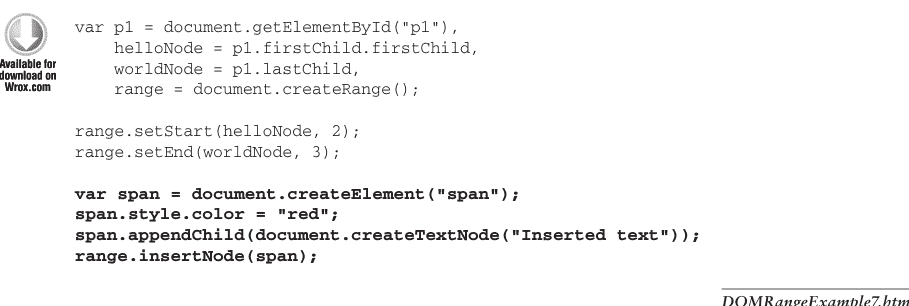 var p1 = document.getElementById("p1"),
    helloNode = p1.firstChild.firstChild,
    worldNode = p1.lastChild,
    range = document.createRange();
Available for
download on
Wrox.com
range.setStart(helloNode, 2);
range.setEnd(worldNode, 3);
var span = document.createElement("span");
span.style.color = "red";
span.appendChild(document.createTextNode("Inserted text"));
range.insertNode(span);
DOMRangeExample7.htm